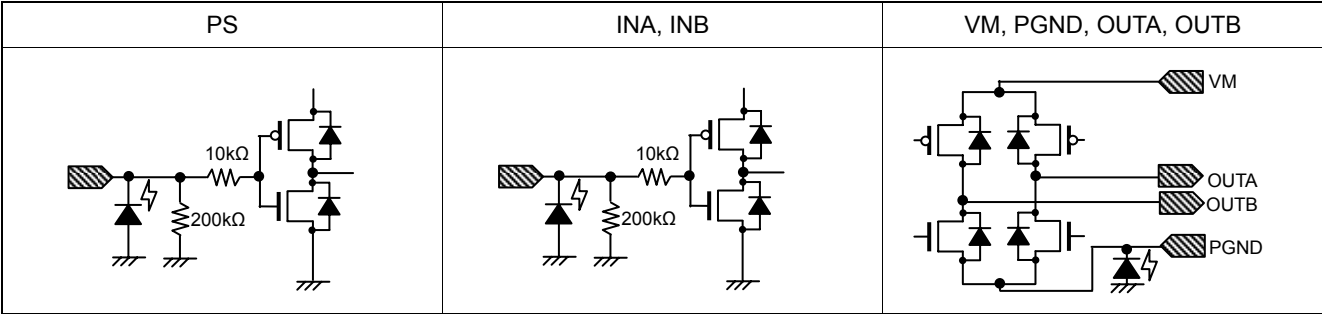 PS
INA, INB
VM, PGND, OUTA, OUTB
10kΩ
200kΩ
10kΩ
200kΩ
VM
OUTA
OUTB
PGND